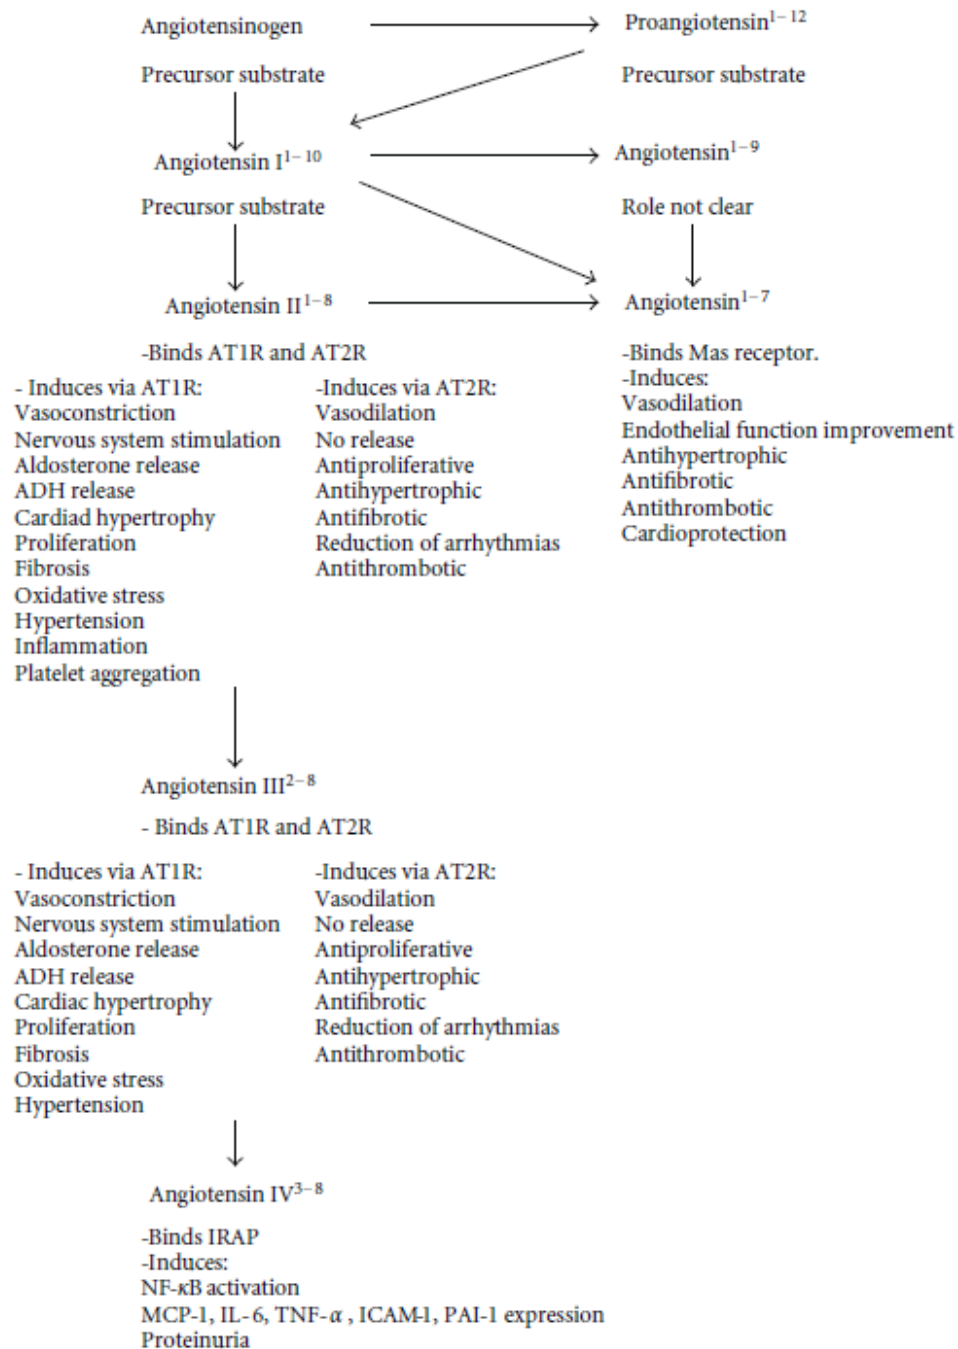 Angiotensinogen
Proangiotensin¹⁻¹²
Precursor substrate
Precursor substrate
Angiotensin I¹⁻¹⁰
Angiotensin¹⁻⁹
Precursor substrate
Role not clear
Angiotensin II¹⁻⁸
Angiotensin¹⁻⁷
-Binds AT1R and AT2R
- Induces via AT1R:
Vasoconstriction
Nervous system stimulation
Aldosterone release
ADH release
Cardiad hypertrophy
Proliferation
Fibrosis
Oxidative stress
Hypertension
Inflammation
Platelet aggregation
-Induces via AT2R:
Vasodilation
No release
Antiproliferative
Antihypertrophic
Antifibrotic
Reduction of arrhythmias
Antithrombotic
-Binds Mas receptor.
-Induces:
Vasodilation
Endothelial function improvement
Antihypertrophic
Antifibrotic
Antithrombotic
Cardioprotection
Angiotensin III²⁻⁸
- Binds AT1R and AT2R
- Induces via AT1R:
Vasoconstriction
Nervous system stimulation
Aldosterone release
ADH release
Cardiac hypertrophy
Proliferation
Fibrosis
Oxidative stress
Hypertension
-Induces via AT2R:
Vasodilation
No release
Antiproliferative
Antihypertrophic
Antifibrotic
Reduction of arrhythmias
Antithrombotic
Angiotensin IV³⁻⁸
-Binds IRAP
-Induces:
NF-κB activation
MCP-1, IL-6, TNF-α , ICAM-1, PAI-1 expression
Proteinuria